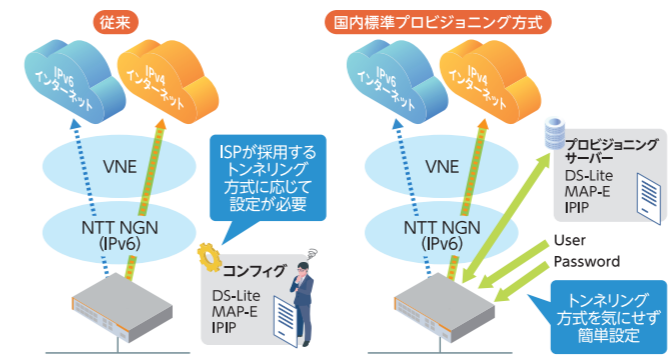 従来
IPv6
インターネット
IPv4
インターネット
VNE
NTT NGN
(IPv6)
ISPが採用する
トンネリング
方式に応じて
設定が必要
コンフィグ
DS-Lite
MAP-E
IPIP
国内標準プロビジョニング方式
IPv6
インターネット
IPv4
インターネット
VNE
NTT NGN
(IPv6)
プロビジョニング
サーバー
DS-Lite
MAP-E
IPIP
User
Password
トンネリング
方式を気にせず
簡単設定